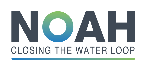 NOAH
CLOSING THE WATER LOOP